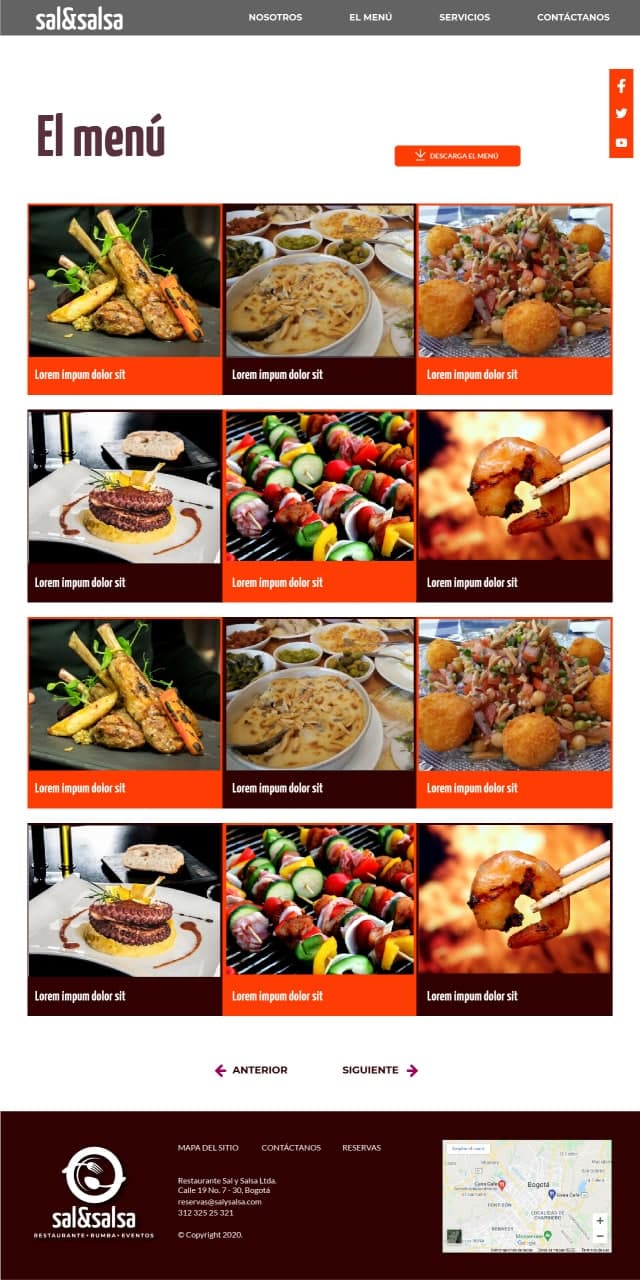 sal&salsa
NOSOTROS EL MENÚ SERVICIOS CONTÁCTANOS
El menú
DESCARGA EL MENÚ
Lorem impum dolor sit Lorem impum dolor sit Lorem impum dolor sit
Lorem impum dolor sit Lorem impum dolor sit Lorem impum dolor sit
Lorem impum dolor sit Lorem impum dolor sit Lorem impum dolor sit
Lorem impum dolor sit Lorem impum dolor sit Lorem impum dolor sit
ANTERIOR SIGUIENTE
sal&salsa
RESTAURANTE • RUMBA • EVENTOS
MAPA DEL SITIO CONTÁCTANOS RESERVAS
Restaurante Sal y Salsa Ltda.
Calle 19 No. 7 - 30, Bogotá
reservas@salysalsa.com
312 325 25 321
© Copyright 2020.
Bogotá
Google